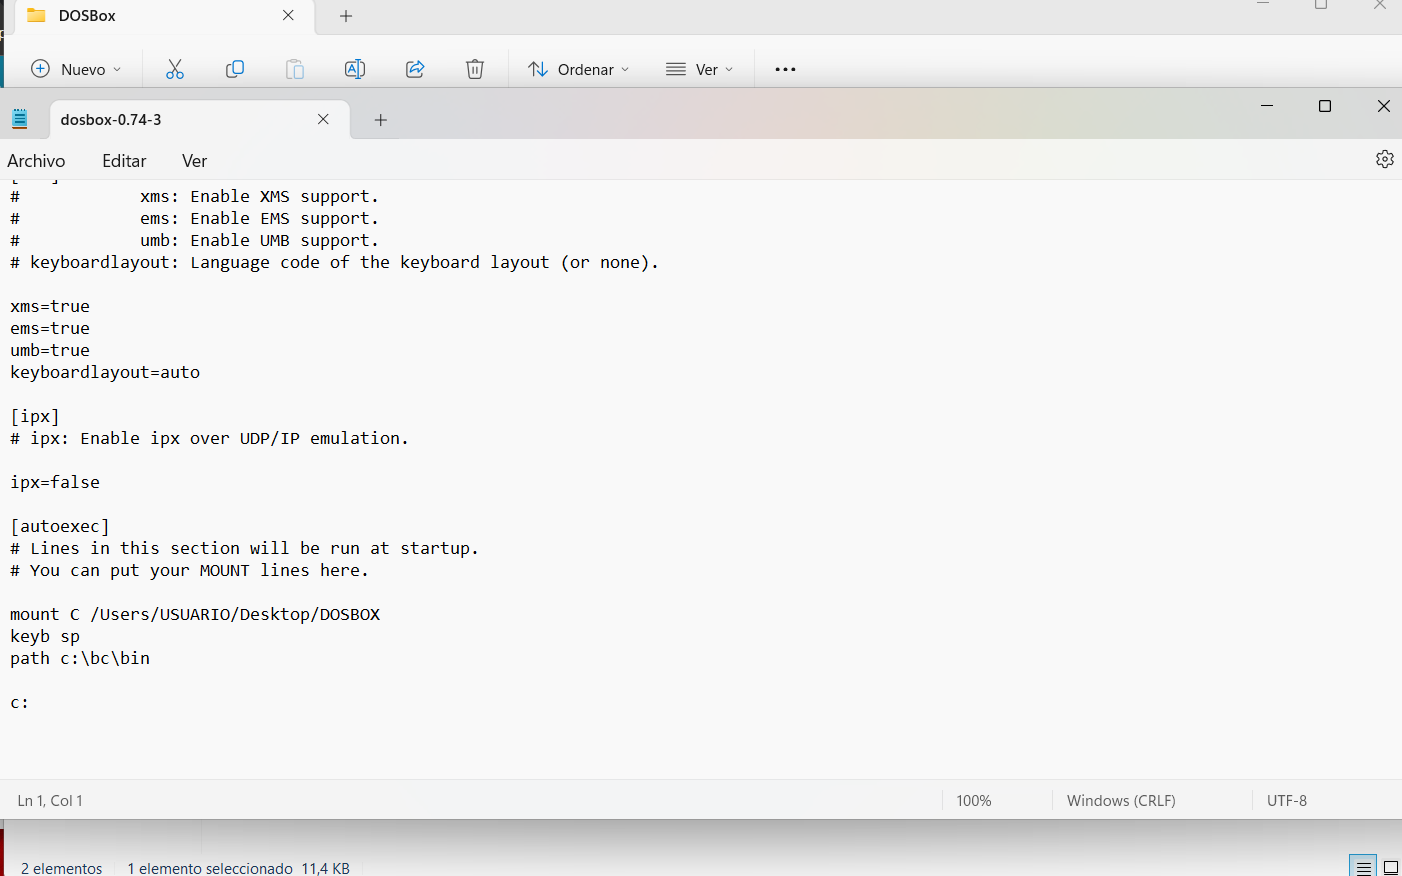 DOSBox
Nuevo
Ordenar
Ver
dosbox-0.74-3
Archivo Editar Ver
# xms: Enable XMS support.
# ems: Enable EMS support.
# umb: Enable UMB support.
# keyboardlayout: Language code of the keyboard layout (or none).
xms=true
ems=true
umb=true
keyboardlayout=auto
[ipx]
# ipx: Enable ipx over UDP/IP emulation.
ipx=false
[autoexec]
# Lines in this section will be run at startup.
# You can put your MOUNT lines here.
mount C /Users/USUARIO/Desktop/DOSBOX
keyb sp
path c:\bc\bin
c:
Ln 1, Col 1 100% Windows (CRLF) UTF-8
2 elementos 1 elemento seleccionado 11,4 KB